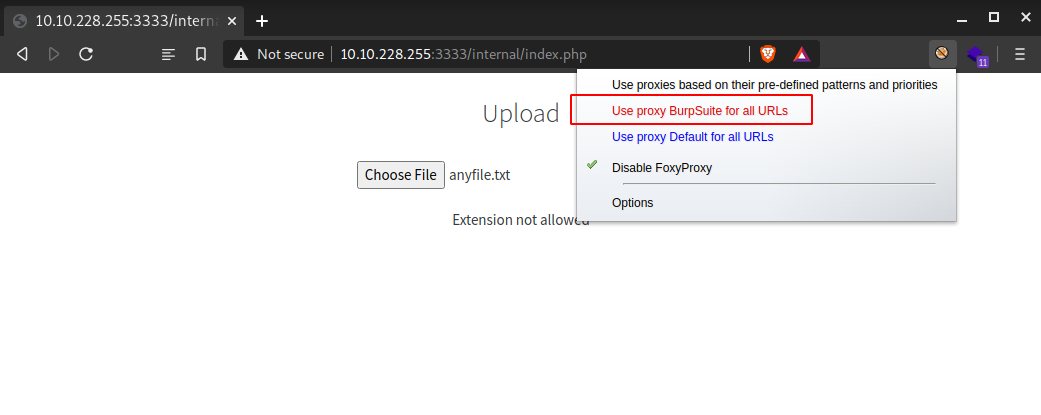 10.10.228.255:3333/interna
Not secure 10.10.228.255:3333/internal/index.php
11
Use proxies based on their pre-defined patterns and priorities
Upload
Use proxy BurpSuite for all URLs
Use proxy Default for all URLs
Choose File anyfile.txt
Disable FoxyProxy
Options
Extension not allowed